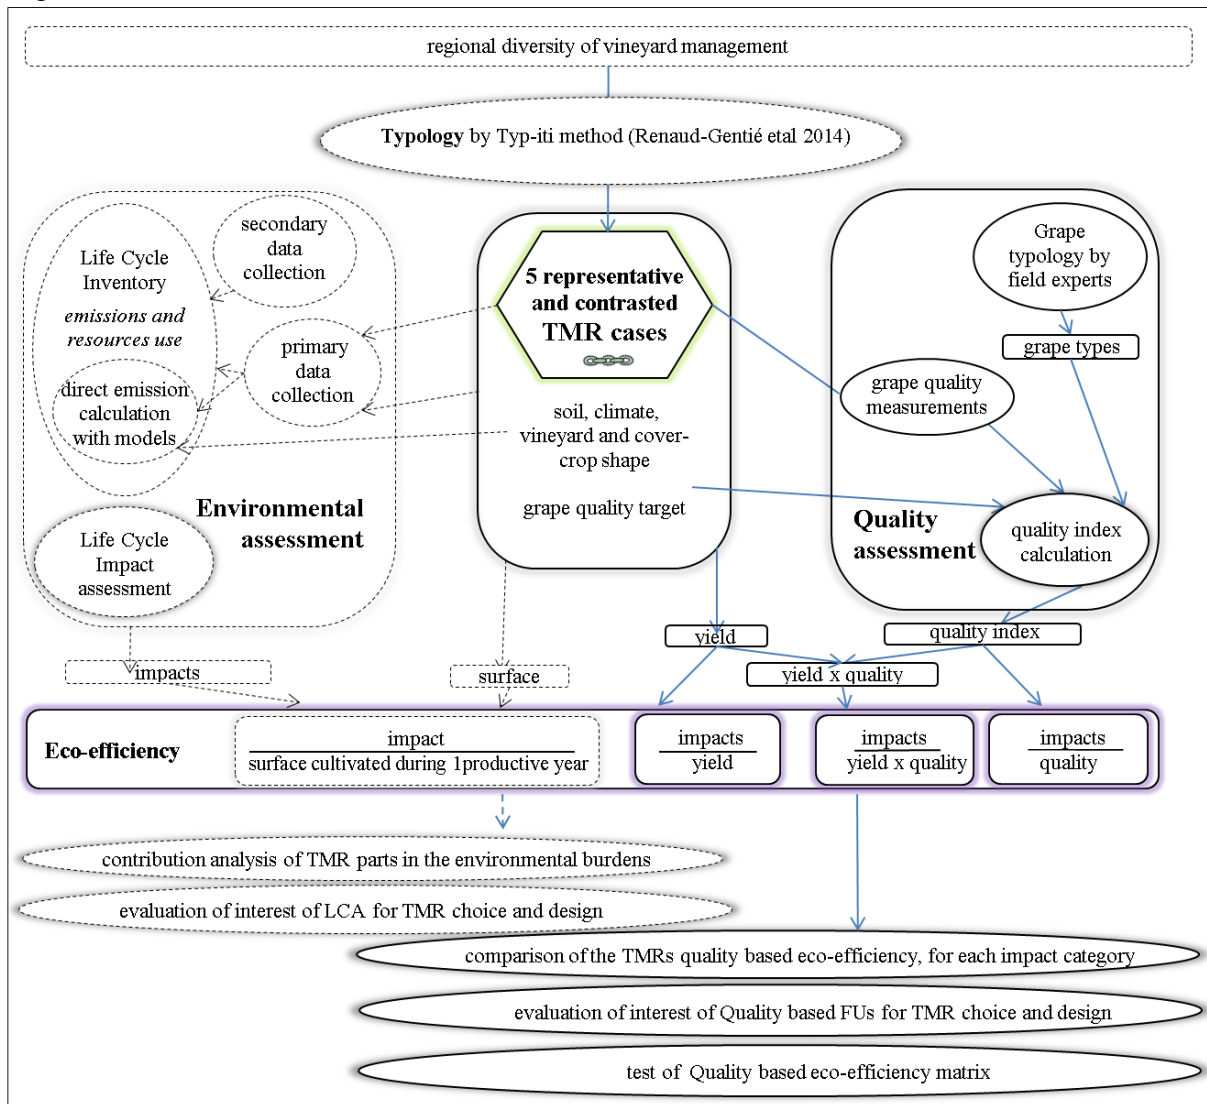 regional diversity of vineyard management
Typology by Typ-iti method (Renaud-Gentié etal 2014)
secondary
data
collection
Life Cycle
Inventory
emissions and
resources use
primary
data
collection
direct emission
calculation
with models
Environmental
assessment
Life Cycle
Impact
assessment
5 representative
and contrasted
TMR cases
soil, climate,
vineyard and cover-
crop shape
grape quality target
Grape
typology by
field experts
grape types
grape quality
measurements
Quality
assessment
quality index
calculation
impacts
surface
yield
quality index
yield x quality
Eco-efficiency
impact
surface cultivated during 1productive year
impacts
yield
impacts
yield x quality
impacts
quality
contribution analysis of TMR parts in the environmental burdens
evaluation of interest of LCA for TMR choice and design
comparison of the TMRs quality based eco-efficiency, for each impact category
evaluation of interest of Quality based FUs for TMR choice and design
test of Quality based eco-efficiency matrix